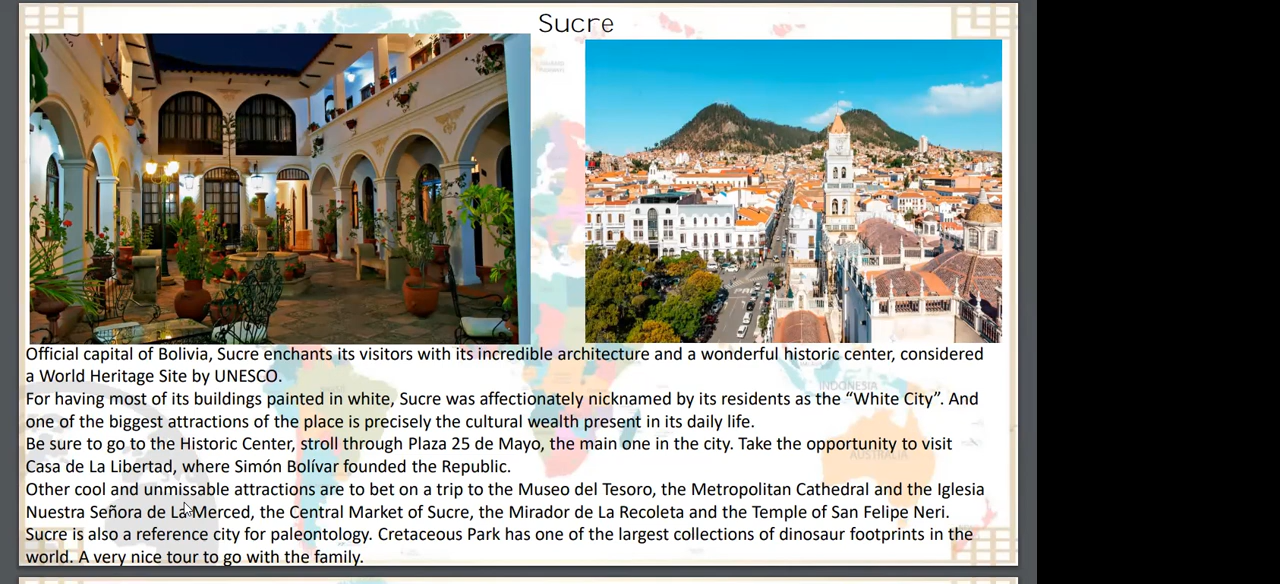 Sucre
Official capital of Bolivia, Sucre enchants its visitors with its incredible architecture and a wonderful historic center, considered
a World Heritage Site by UNESCO.
For having most of its buildings painted in white, Sucre was affectionately nicknamed by its residents as the “White City”. And
one of the biggest attractions of the place is precisely the cultural wealth present in its daily life.
Be sure to go to the Historic Center, stroll through Plaza 25 de Mayo, the main one in the city. Take the opportunity to visit
Casa de La Libertad, where Simón Bolívar founded the Republic.
Other cool and unmissable attractions are to bet on a trip to the Museo del Tesoro, the Metropolitan Cathedral and the Iglesia
Nuestra Señora de La Merced, the Central Market of Sucre, the Mirador de La Recoleta and the Temple of San Felipe Neri.
Sucre is also a reference city for paleontology. Cretaceous Park has one of the largest collections of dinosaur footprints in the
world. A very nice tour to go with the family.
INDONESIA
AUSTRALIA